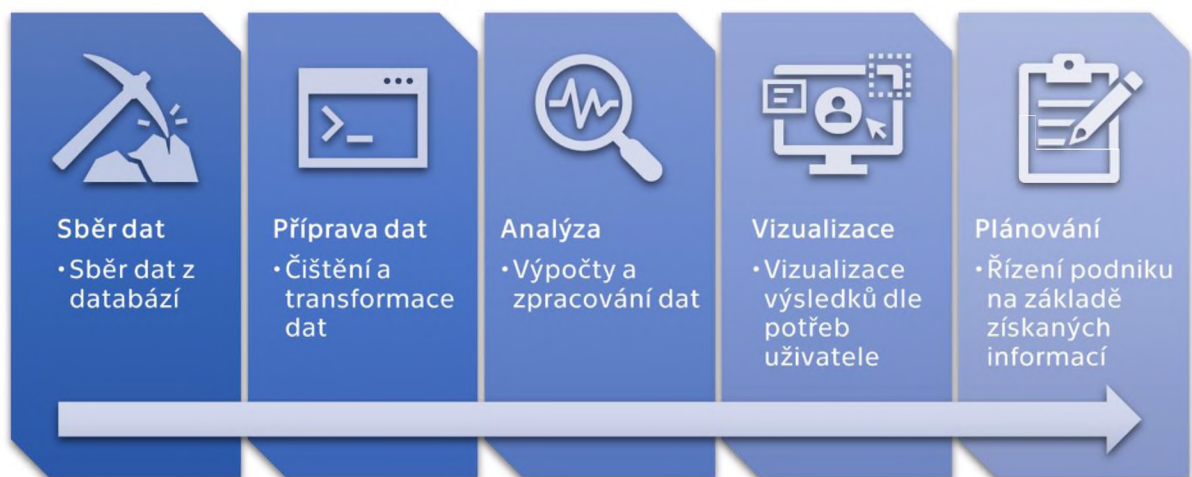 Sběr dat
• Sběr dat z
databází
Příprava dat
• Čištění a
transformace
dat
Analýza
• Výpočty a
zpracování dat
Vizualizace
• Vizualizace
výsledků dle
potřeb
uživatele
Plánování
• Řízení podniku
na základě
získaných
informací